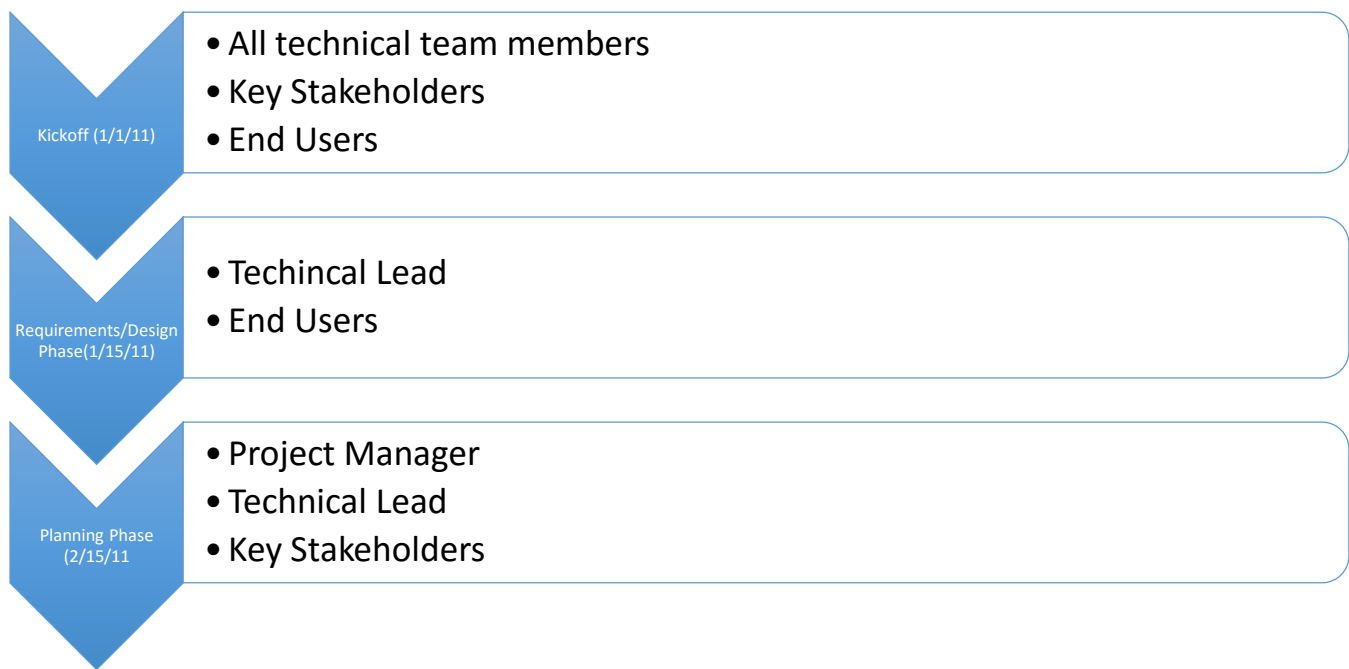 Kickoff (1/1/11)
• All technical team members
• Key Stakeholders
• End Users
Requirements/Design
Phase(1/15/11)
• Techincal Lead
• End Users
Planning Phase
(2/15/11
• Project Manager
• Technical Lead
• Key Stakeholders